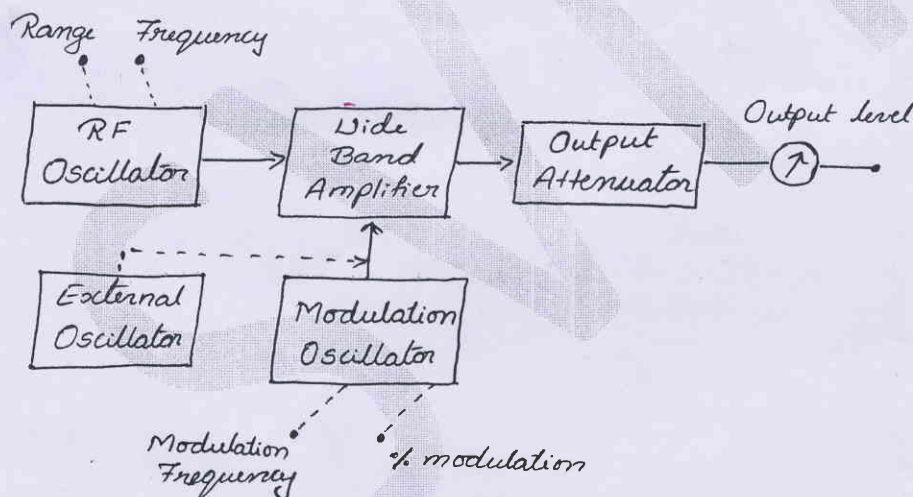 Range Frequency
RF
Oscillator
Wide
Band
Amplifier
Output
Attenuator
Output level
External
Oscillator
Modulation
Oscillator
Modulation
Frequency
% modulation